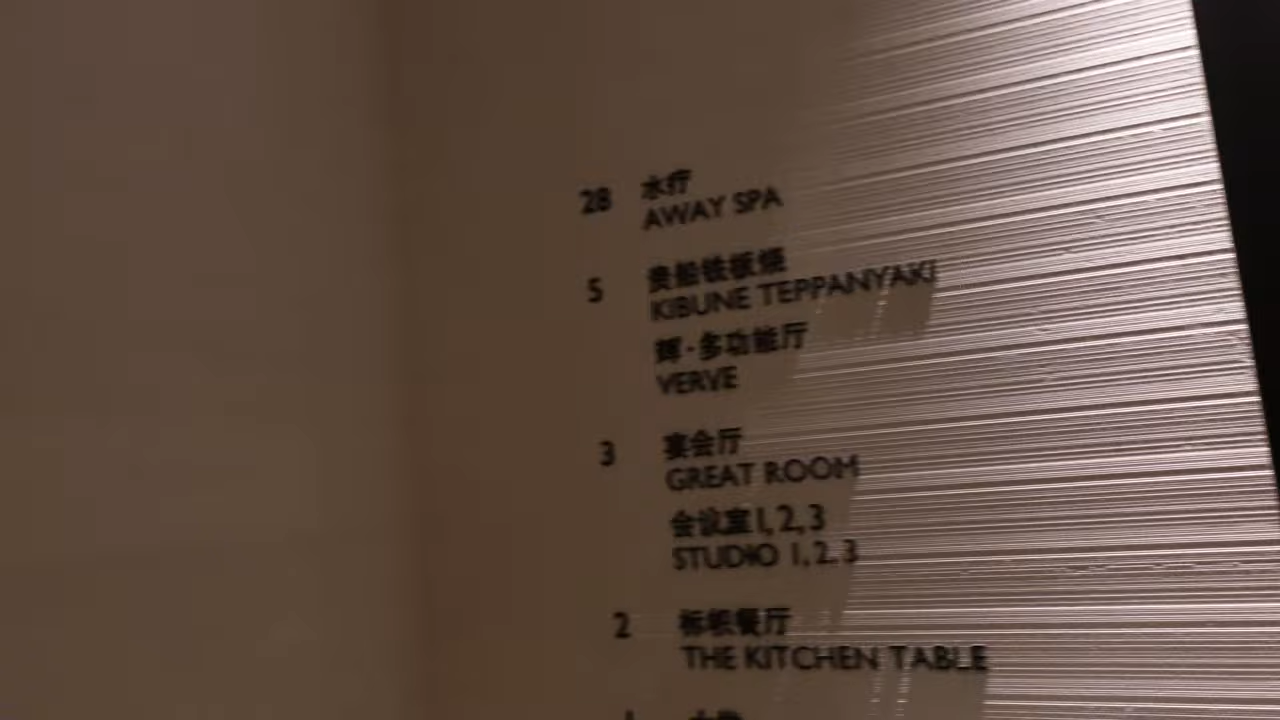 28 水疗
AWAY SPA
5 贵船铁板烧
KIBUNE TEPPANYAKI
辉·多功能厅
VERVE
3 宴会厅
GREAT ROOM
会议室1, 2, 3
STUDIO 1, 2, 3
2 标帜餐厅
THE KITCHEN TABLE